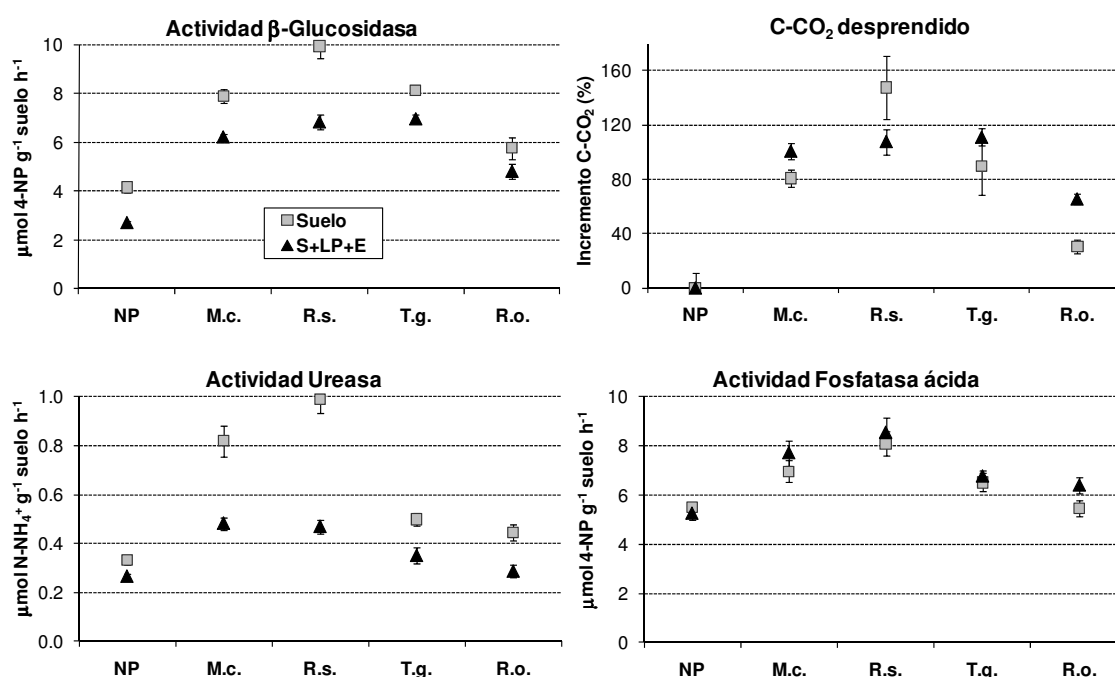 Actividad β-Glucosidasa
μmol 4-NP g⁻¹ suelo h⁻¹
10
8
6
4
2
0
Suelo
S+LP+E
NP M.c. R.s. T.g. R.o.
C-CO₂ desprendido
Incremento C-CO₂ (%)
160
120
80
40
0
NP M.c. R.s. T.g. R.o.
Actividad Ureasa
μmol N-NH₄⁺ g⁻¹ suelo h⁻¹
1.0
0.8
0.6
0.4
0.2
0.0
NP M.c. R.s. T.g. R.o.
Actividad Fosfatasa ácida
μmol 4-NP g⁻¹ suelo h⁻¹
10
8
6
4
2
0
NP M.c. R.s. T.g. R.o.